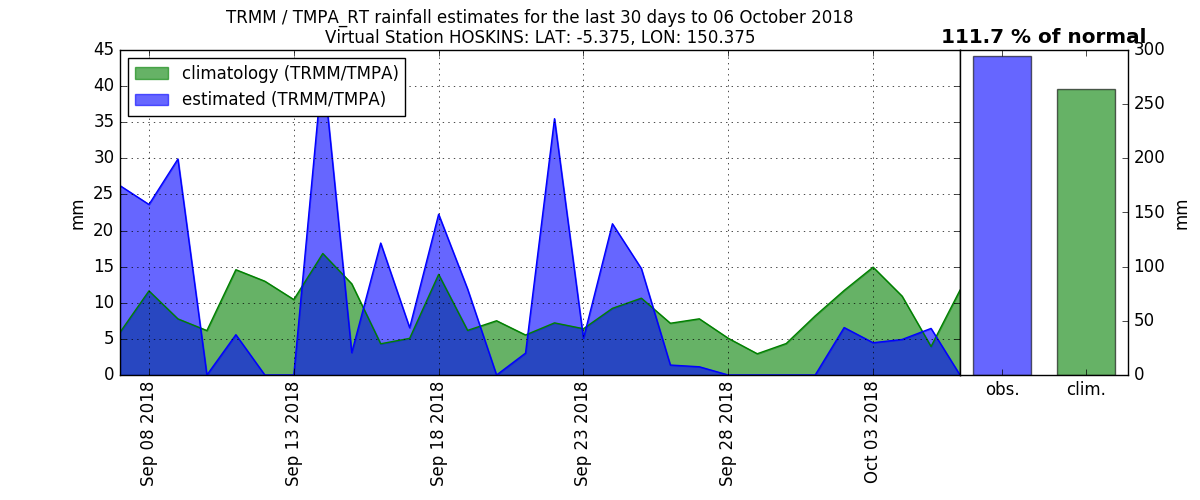 TRMM / TMPA_RT rainfall estimates for the last 30 days to 06 October 2018
Virtual Station HOSKINS: LAT: -5.375, LON: 150.375
111.7 % of normal
climatology (TRMM/TMPA)
estimated (TRMM/TMPA)
45
40
35
30
25
20
15
10
5
0
mm
Sep 08 2018
Sep 13 2018
Sep 18 2018
Sep 23 2018
Sep 28 2018
Oct 03 2018
300
250
200
150
100
50
0
mm
obs.
clim.